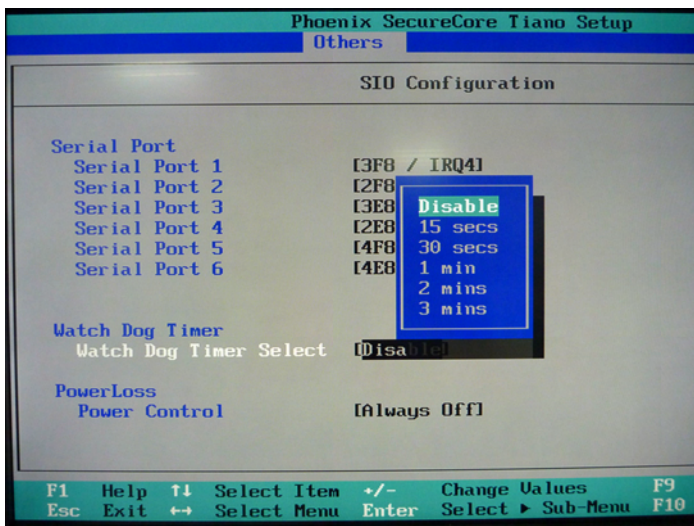 Phoenix SecureCore Tiano Setup
Others
SIO Configuration
Serial Port
Serial Port 1 [3F8 / IRQ4]
Serial Port 2 [2F8
Serial Port 3 [3E8
Serial Port 4 [2E8
Serial Port 5 [4F8
Serial Port 6 [4E8
Disable
15 secs
30 secs
1 min
2 mins
3 mins
Watch Dog Timer
Watch Dog Timer Select [Disable]
PowerLoss
Power Control [Always Off]
F1 Help ↑↓ Select Item +/- Change Values F9
Esc Exit ←→ Select Menu Enter Select ▶ Sub-Menu F10